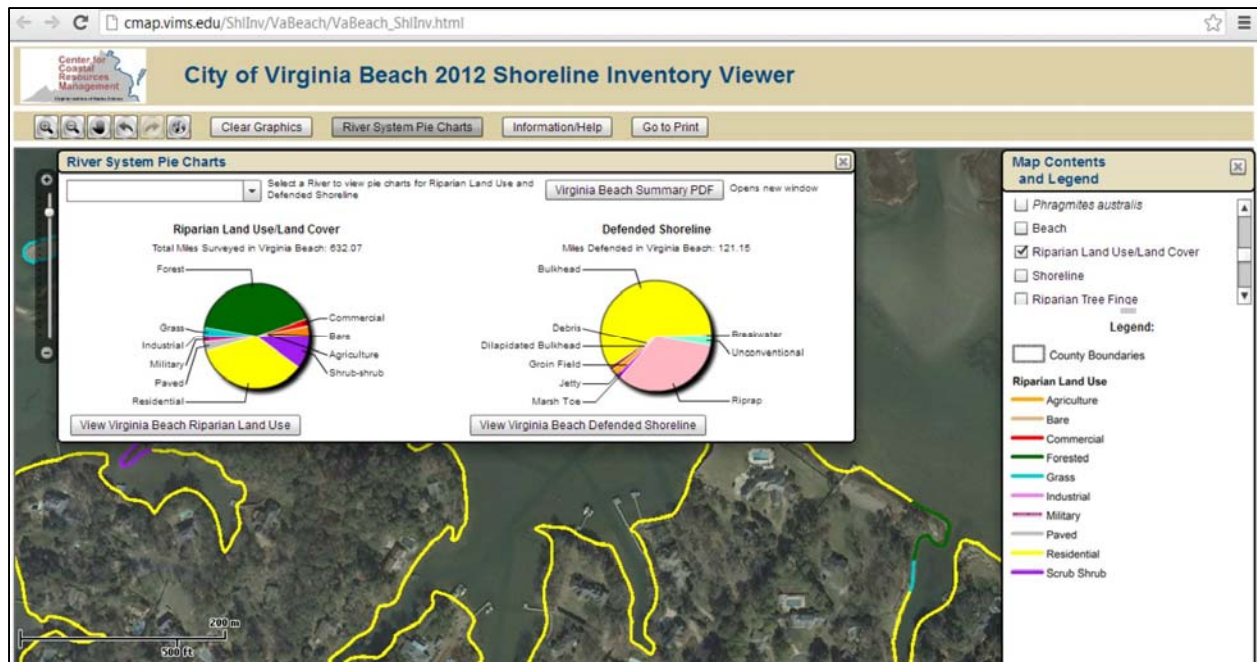 cmap.vims.edu/ShlInv/VaBeach/VaBeach_ShlInv.html
Center for
Coastal
Resources
Management
City of Virginia Beach 2012 Shoreline Inventory Viewer
Clear Graphics
River System Pie Charts
Information/Help
Go to Print
River System Pie Charts
Select a River to view pie charts for Riparian Land Use and
Defended Shoreline
Virginia Beach Summary PDF
Opens new window
Riparian Land Use/Land Cover
Total Miles Surveyed in Virginia Beach: 632.07
Forest
Grass
Industrial
Military
Paved
Residential
Commercial
Bare
Agriculture
Shrub-shrub
View Virginia Beach Riparian Land Use
Defended Shoreline
Miles Defended in Virginia Beach: 121.15
Bulkhead
Debris
Dilapidated Bulkhead
Groin Field
Jetty
Marsh Toe
Breakwater
Unconventional
Riprap
View Virginia Beach Defended Shoreline
Map Contents
and Legend
Phragmites australis
Beach
Riparian Land Use/Land Cover
Shoreline
Riparian Tree Finge
Legend:
County Boundaries
Riparian Land Use
Agriculture
Bare
Commercial
Forested
Grass
Industrial
Military
Paved
Residential
Scrub Shrub
200 m
500 ft